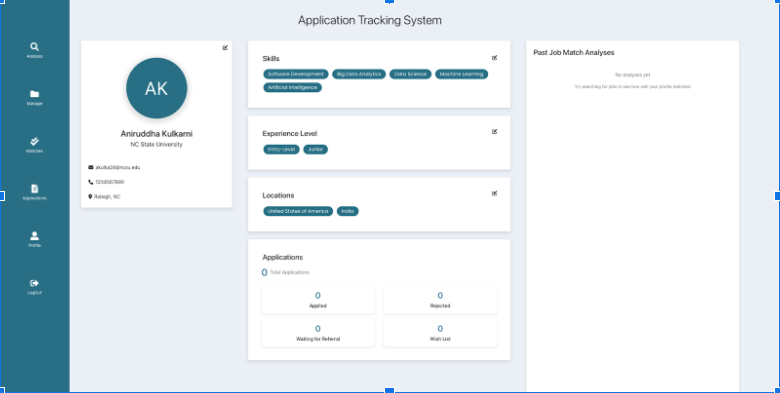 Application Tracking System
Analysis
Manage
Matches
Applications
Profile
LogOut
AK
Aniruddha Kulkarni
NC State University
akulka28@ncsu.edu
1234567890
Raleigh, NC
Skills
Software Development Big Data Analytics Data Science Machine Learning
Artificial Intelligence
Experience Level
Entry-Level Junior
Locations
United States of America India
Applications
0 Total Applications
0 0
Applied Rejected
0 0
Waiting for Referral Wish List
Past Job Match Analyses
No analyses yet
Try searching for jobs to see how well your profile matches!